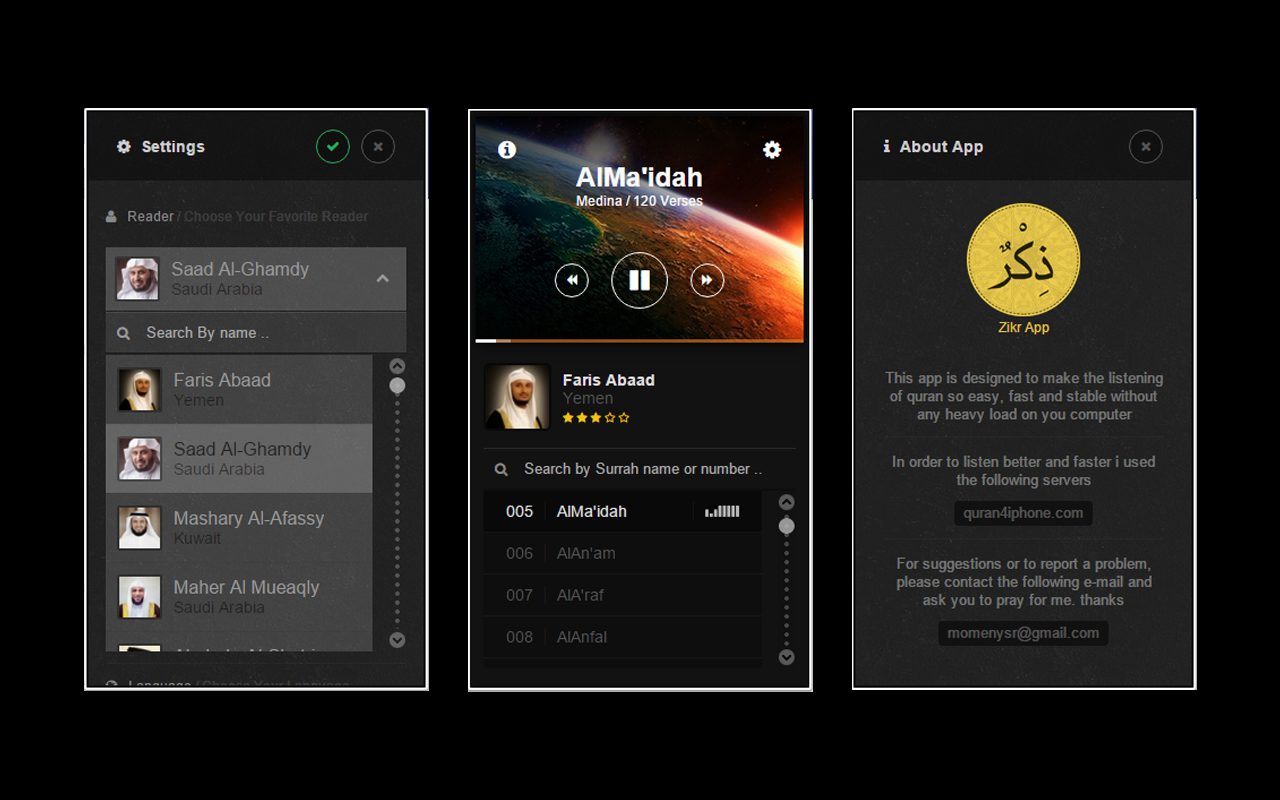 Settings
Reader / Choose Your Favorite Reader
Saad Al-Ghamdy
Saudi Arabia
Search By name ..
Faris Abaad
Yemen
Saad Al-Ghamdy
Saudi Arabia
Mashary Al-Afassy
Kuwait
Maher Al Mueaqly
Saudi Arabia
Language / Choose Your Language
AlMa'idah
Medina / 120 Verses
Faris Abaad
Yemen
Search by Surrah name or number ..
005 AlMa'idah
006 AlAn'am
007 AlA'raf
008 AlAnfal
About App
ذِكْرٌ
Zikr App
This app is designed to make the listening
of quran so easy, fast and stable without
any heavy load on you computer
In order to listen better and faster i used
the following servers
quran4iphone.com
For suggestions or to report a problem,
please contact the following e-mail and
ask you to pray for me. thanks
momenysr@gmail.com